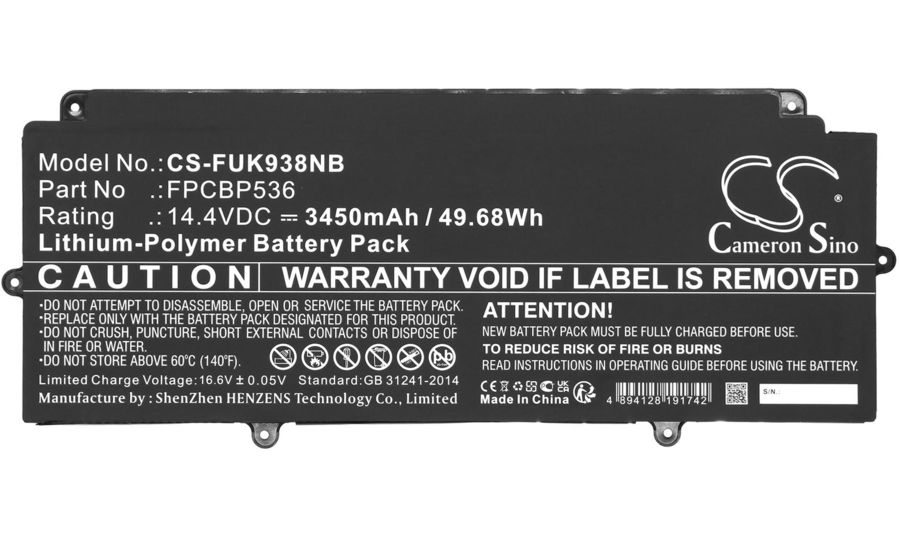 Model No.: CS-FUK938NB
Part No .: FPCBP536
Rating .: 14.4VDC ⎓ 3450mAh / 49.68Wh
Lithium-Polymer Battery Pack
CS ®
Cameron Sino
CAUTION
WARRANTY VOID IF LABEL IS REMOVED
•DO NOT ATTEMPT TO DISASSEMBLE, OPEN OR SERVICE THE BATTERY PACK.
•REPLACE ONLY WITH THE BATTERY PACK DESIGNATED FOR THIS PRODUCT.
•DO NOT CRUSH, PUNCTURE, SHORT EXTERNAL CONTACTS OR DISPOSE OF
IN FIRE OR WATER.
•DO NOT STORE ABOVE 60°C (140°F).
Pb
Limited Charge Voltage:16.6V ± 0.05V Standard:GB 31241-2014
Manufacture by : ShenZhen HENZENS Technology Co., Limited
ATTENTION!
NEW BATTERY PACK MUST BE FULLY CHARGED BEFORE USE.
TO REDUCE RISK OF FIRE OR BURNS
READ INSTRUCTIONS IN OPERATING GUIDE BEFORE USING THE BATTERY.
CE
UK CA
Made In China
4 894128 191742
S/N.: